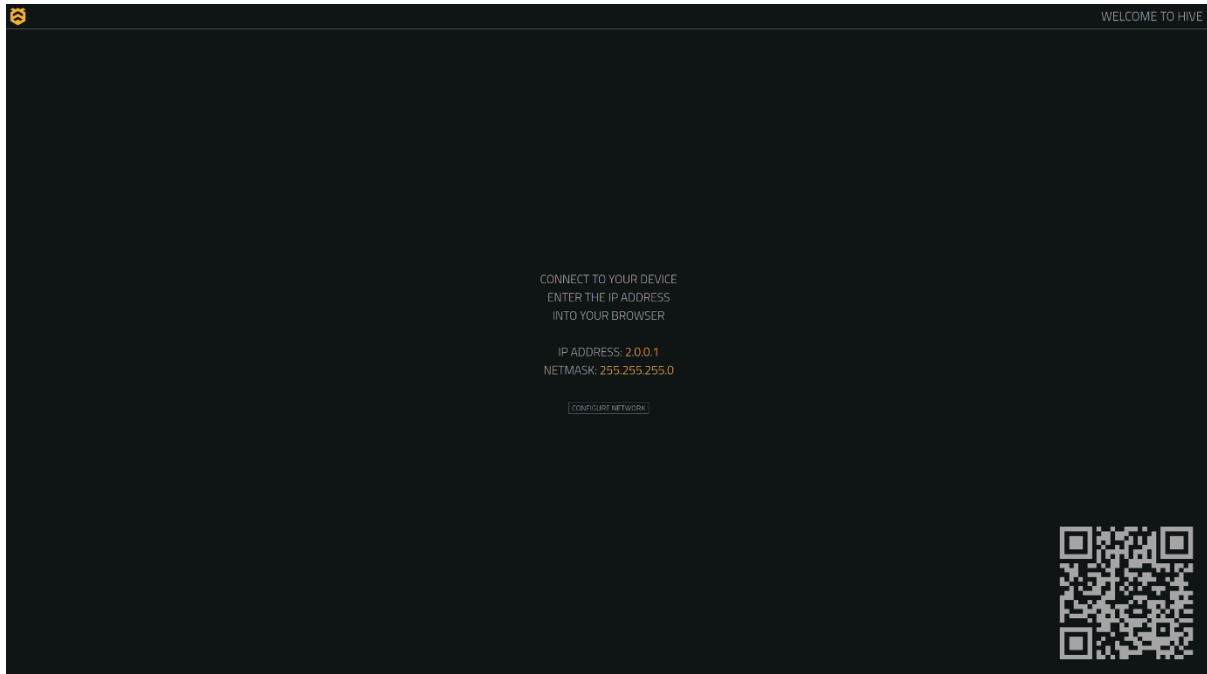 WELCOME TO HIVE
CONNECT TO YOUR DEVICE
ENTER THE IP ADDRESS
INTO YOUR BROWSER
IP ADDRESS: 2.0.0.1
NETMASK: 255.255.255.0
CONFIGURE NETWORK